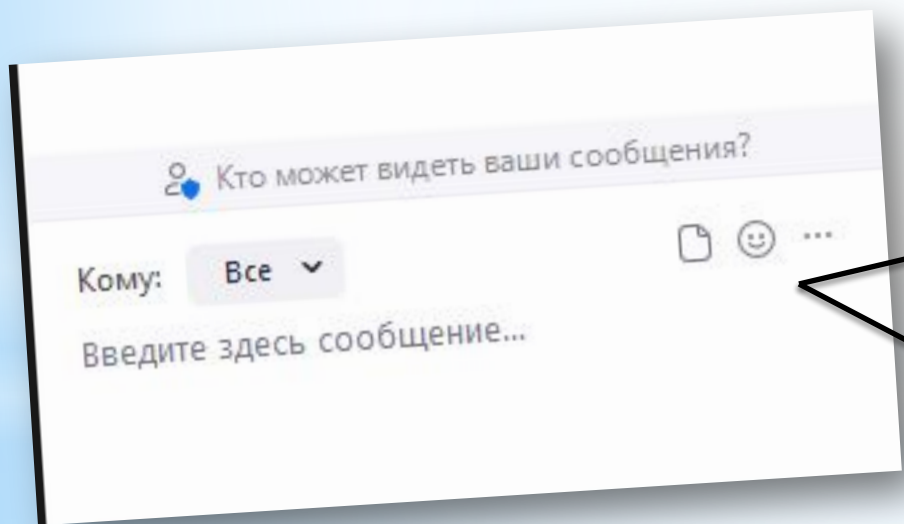 Кто может видеть ваши сообщения?
Кому: Все
Введите здесь сообщение...